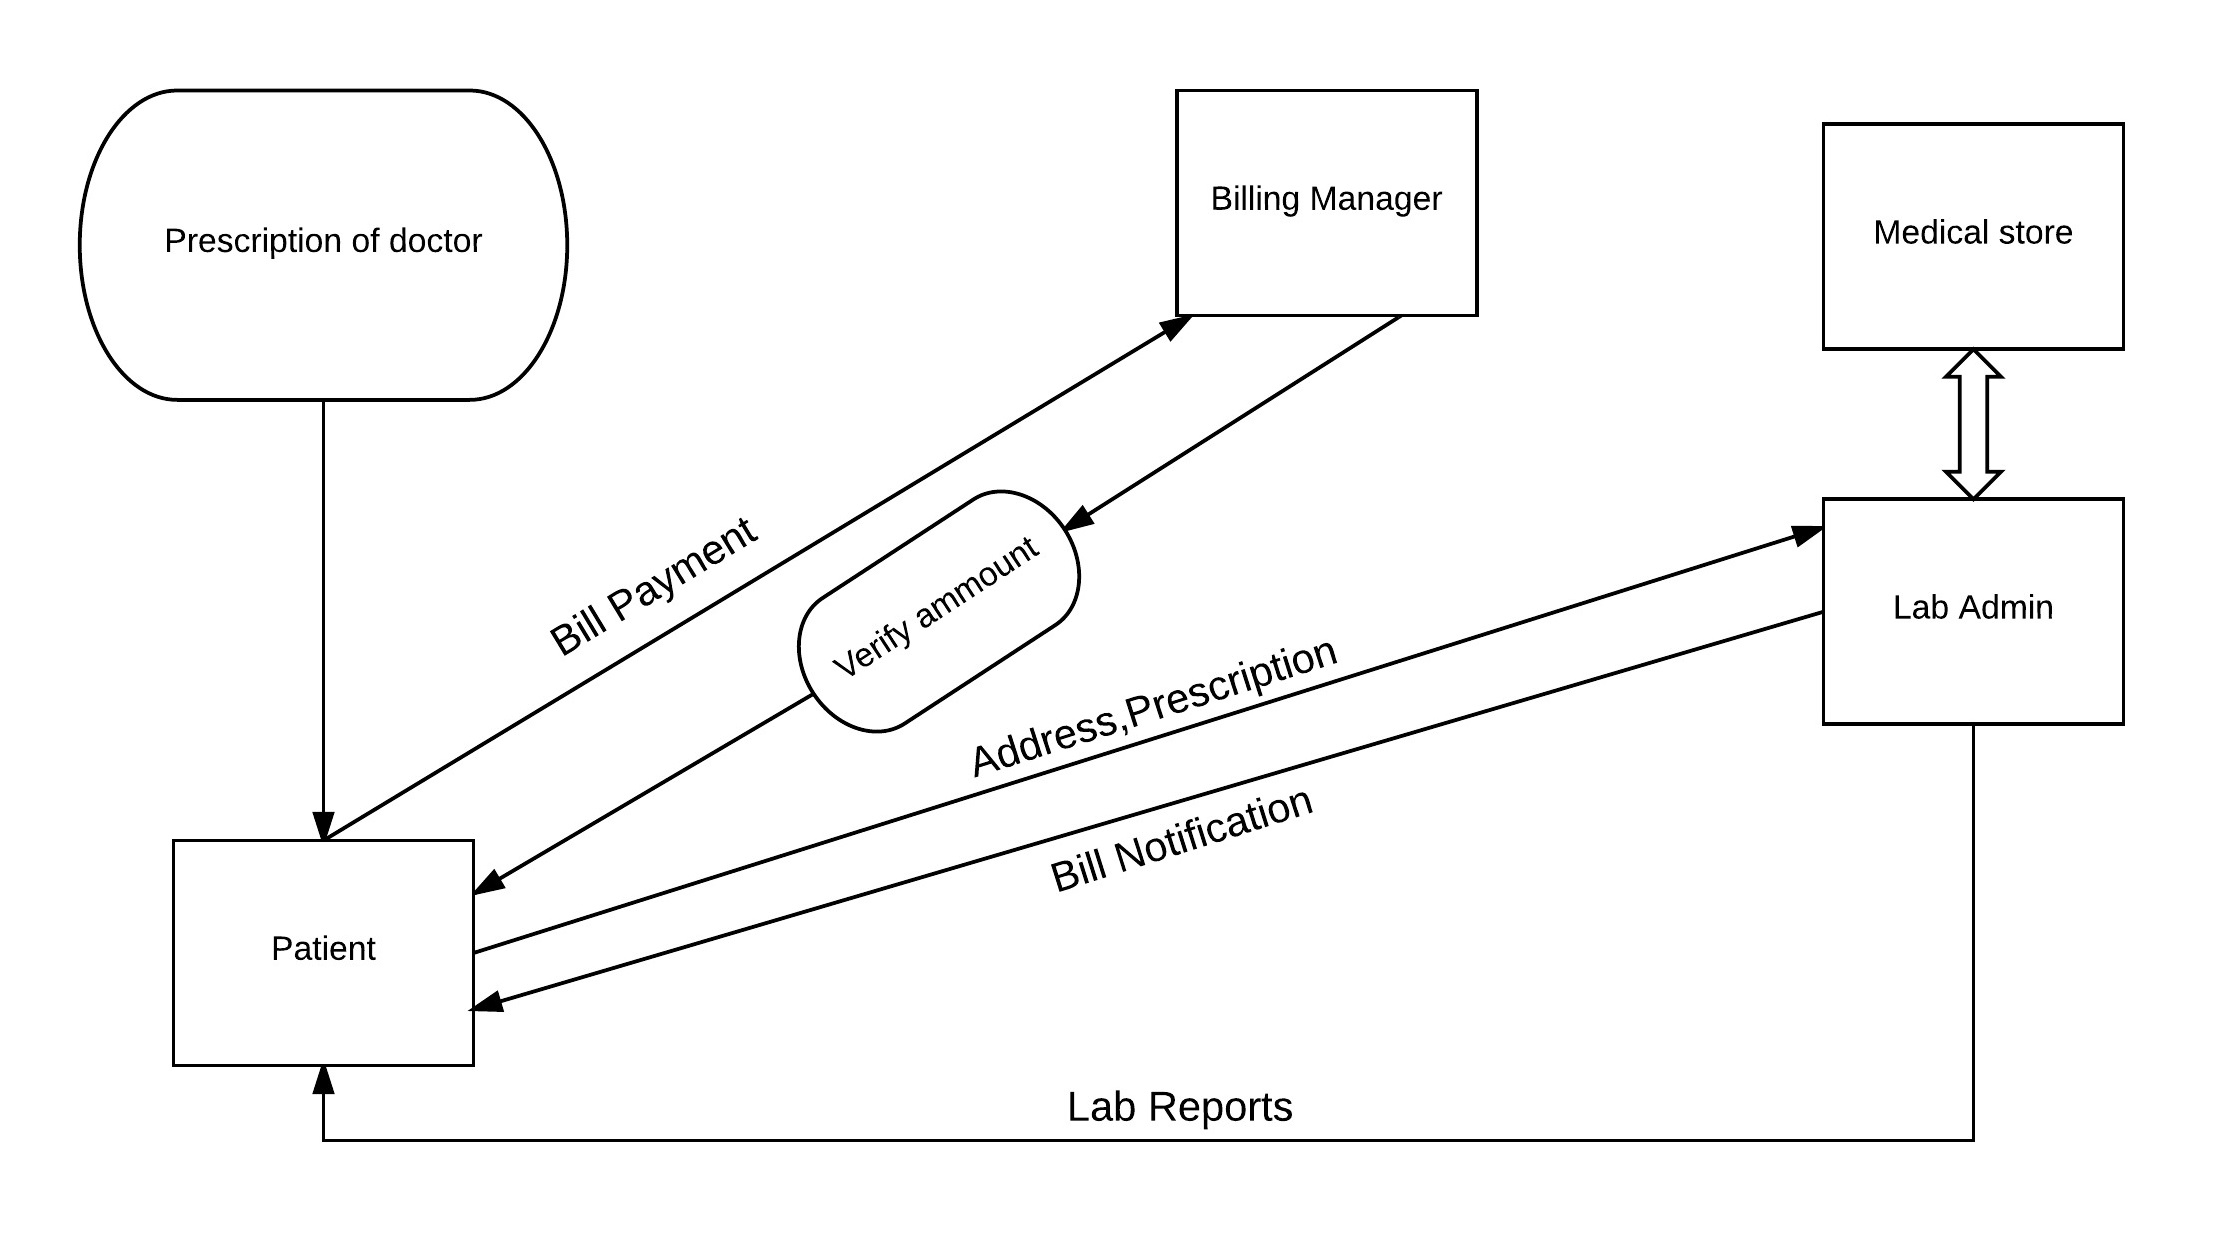 Prescription of doctor
Billing Manager
Medical store
Bill Payment
Verify ammount
Address,Prescription
Lab Admin
Bill Notification
Patient
Lab Reports